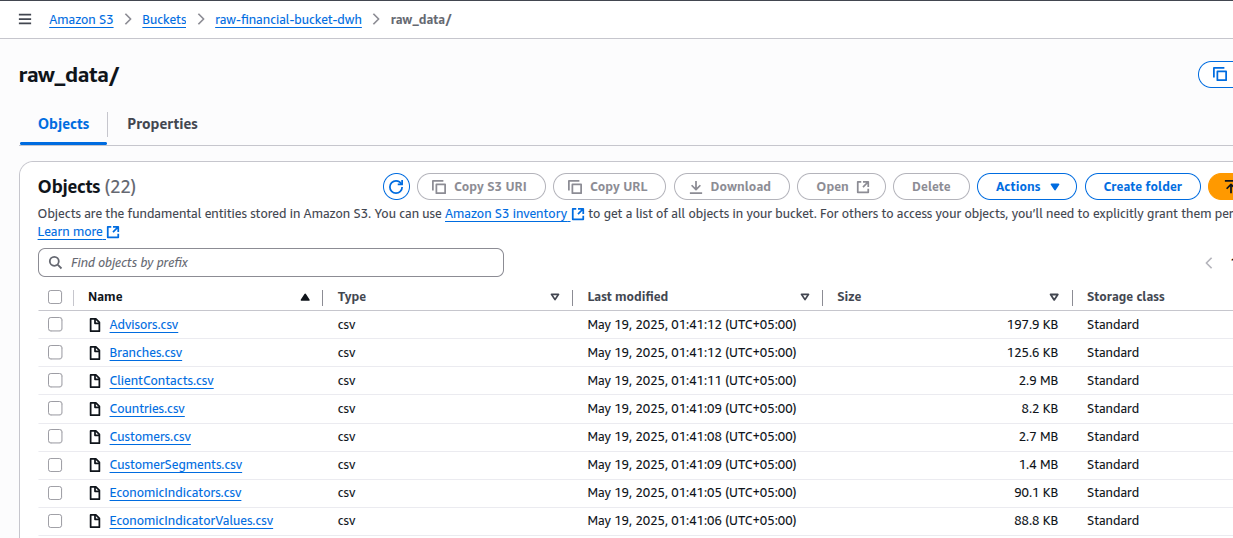 Amazon S3 > Buckets > raw-financial-bucket-dwh > raw_data/
raw_data/
Objects Properties
Objects (22) Copy S3 URI Copy URL Download Open Delete Actions Create folder
Objects are the fundamental entities stored in Amazon S3. You can use Amazon S3 inventory to get a list of all objects in your bucket. For others to access your objects, you'll need to explicitly grant them per
Learn more
Find objects by prefix
Name Type Last modified Size Storage class
Advisors.csv csv May 19, 2025, 01:41:12 (UTC+05:00) 197.9 KB Standard
Branches.csv csv May 19, 2025, 01:41:12 (UTC+05:00) 125.6 KB Standard
ClientContacts.csv csv May 19, 2025, 01:41:11 (UTC+05:00) 2.9 MB Standard
Countries.csv csv May 19, 2025, 01:41:09 (UTC+05:00) 8.2 KB Standard
Customers.csv csv May 19, 2025, 01:41:08 (UTC+05:00) 2.7 MB Standard
CustomerSegments.csv csv May 19, 2025, 01:41:09 (UTC+05:00) 1.4 MB Standard
EconomicIndicators.csv csv May 19, 2025, 01:41:05 (UTC+05:00) 90.1 KB Standard
EconomicIndicatorValues.csv csv May 19, 2025, 01:41:06 (UTC+05:00) 88.8 KB Standard